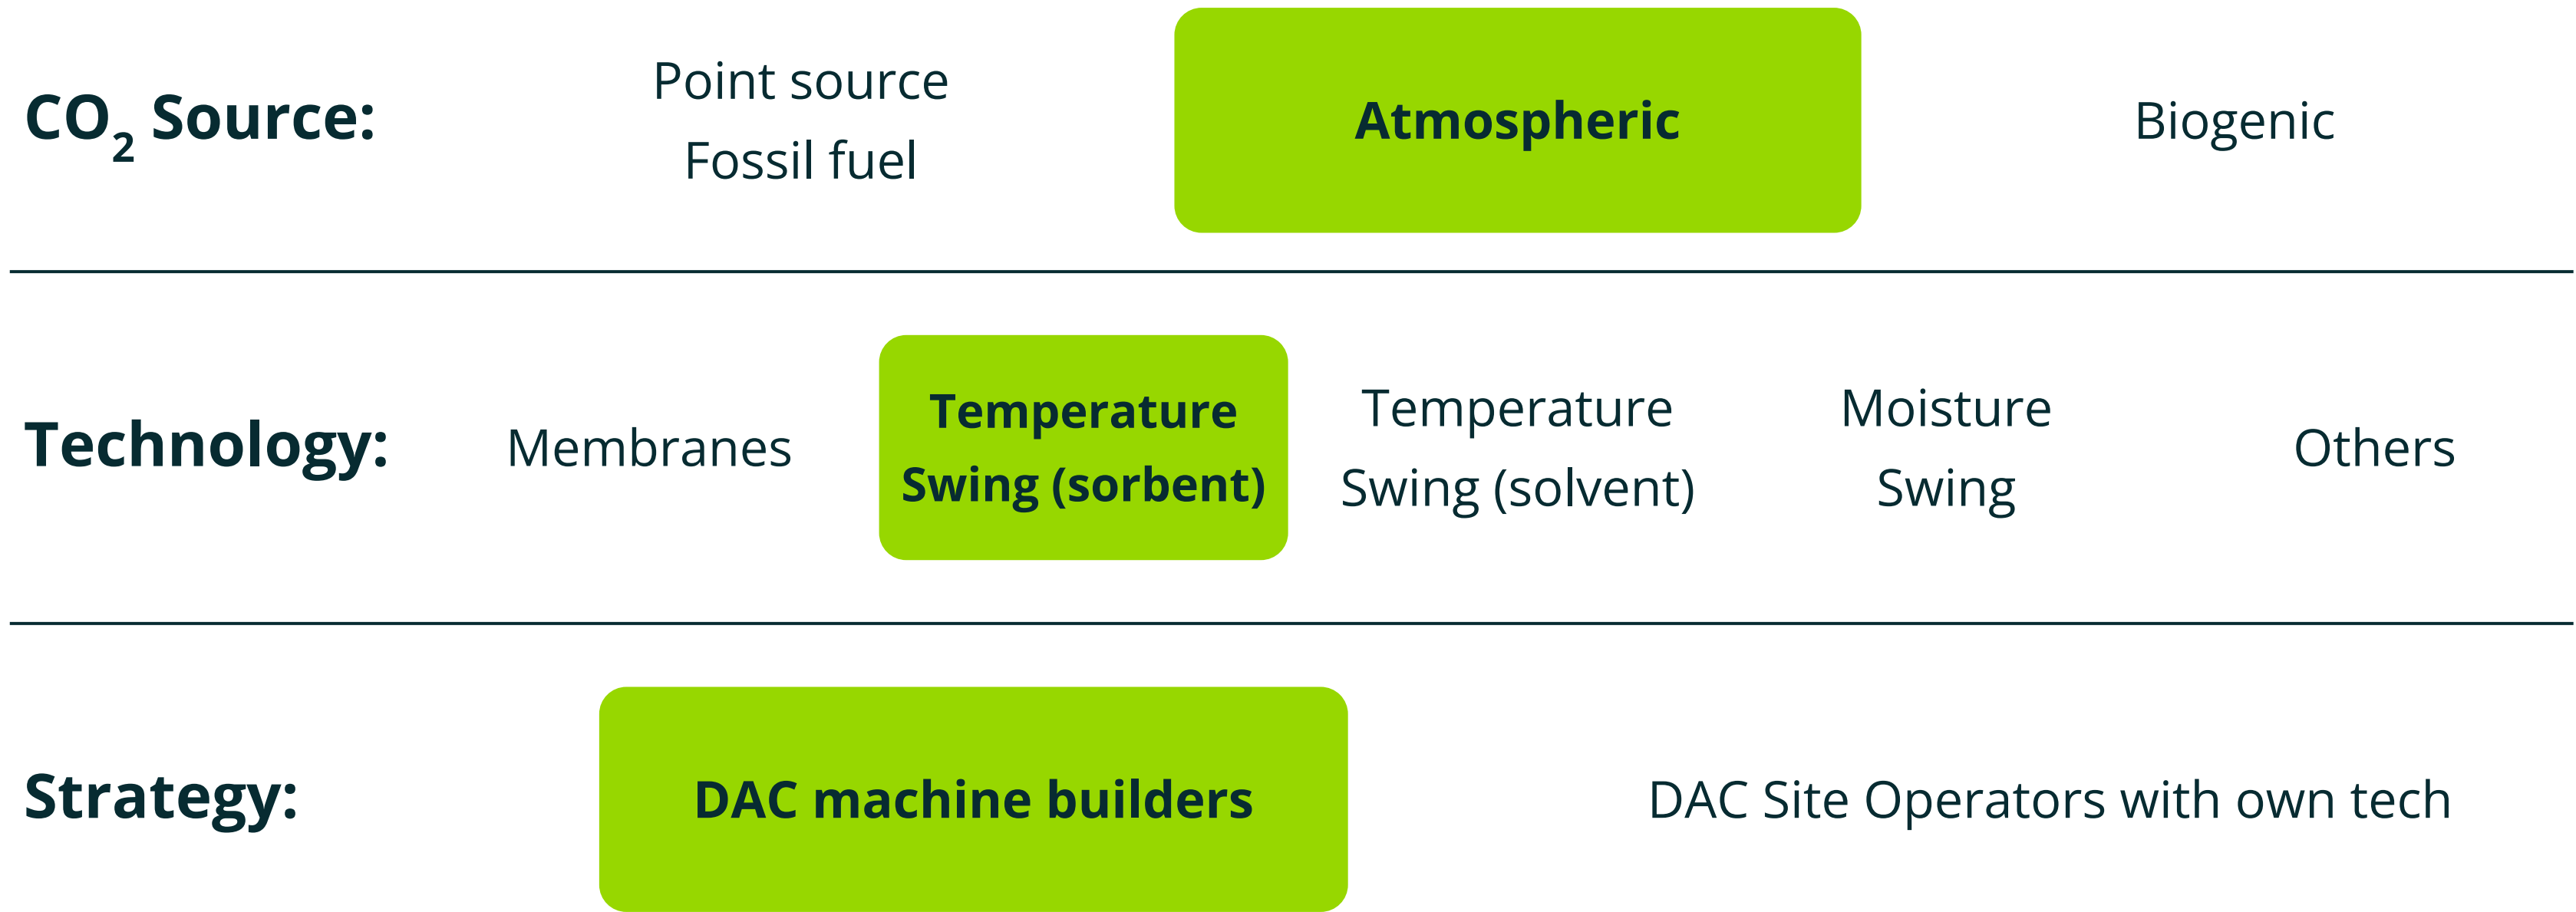 CO₂ Source:
Point source
Fossil fuel
Atmospheric
Biogenic
Technology:
Membranes
Temperature
Swing (sorbent)
Temperature
Swing (solvent)
Moisture
Swing
Others
Strategy:
DAC machine builders
DAC Site Operators with own tech